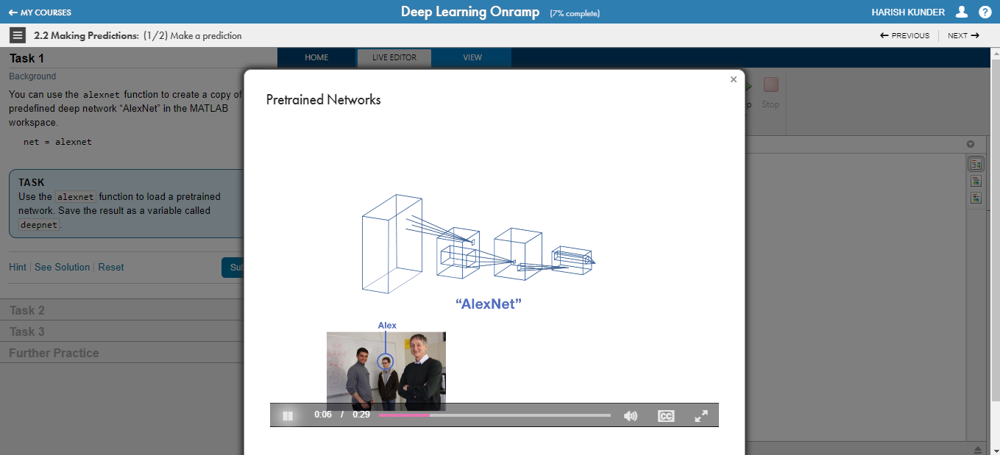 MY COURSES
Deep Learning Onramp (7% complete)
HARISH KUNDER
?
2.2 Making Predictions: (1/2) Make a prediction
PREVIOUS
NEXT
Task 1
Background
You can use the alexnet function to create a copy of
predefined deep network “AlexNet” in the MATLAB
workspace.
net = alexnet
TASK
Use the alexnet function to load a pretrained
network. Save the result as a variable called
deepnet.
Hint | See Solution | Reset
Su
Task 2
Task 3
Further Practice
HOME
LIVE EDITOR
VIEW
p
Stop
×
Pretrained Networks
“AlexNet”
Alex
0:06 / 0:29
CC